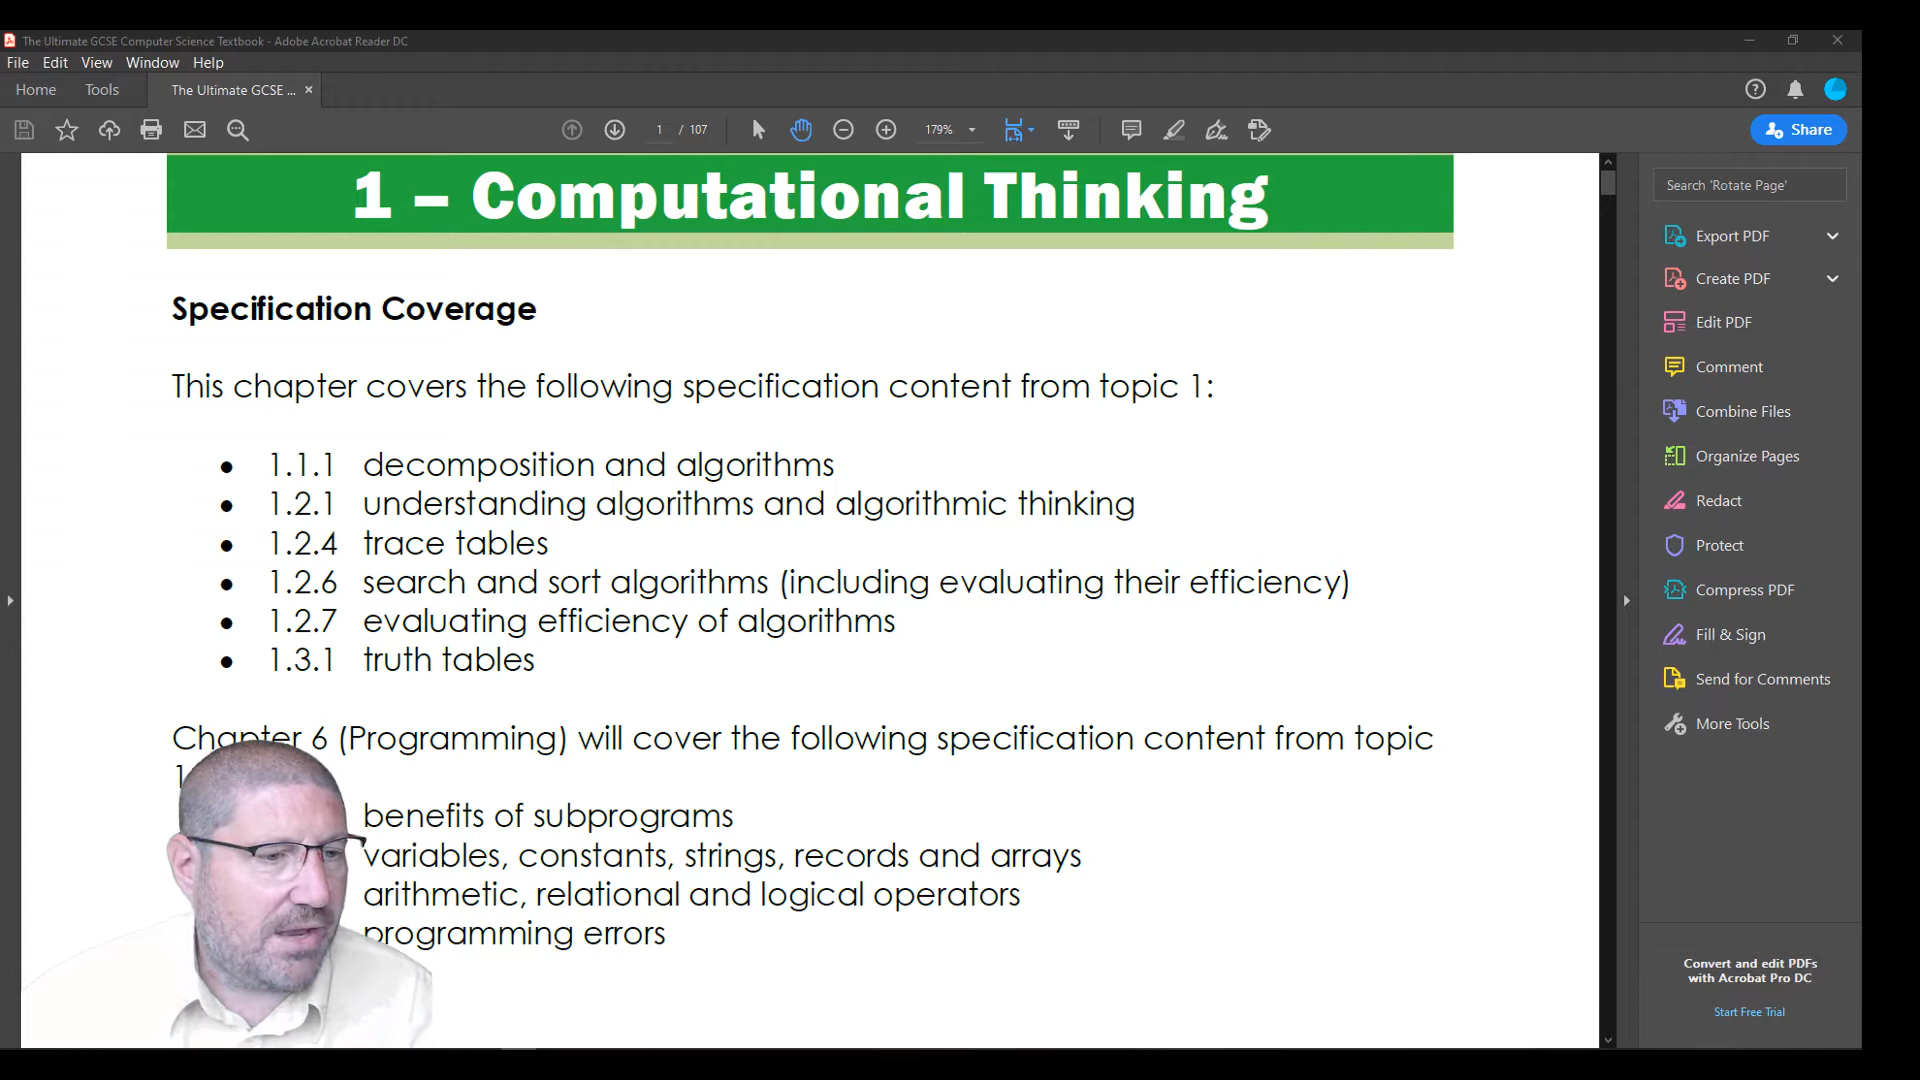 The Ultimate GCSE Computer Science Textbook - Adobe Acrobat Reader DC
File Edit View Window Help
Home Tools The Ultimate GCSE ... ×
1 / 107 179% Share
1 – Computational Thinking
Search 'Rotate Page'
Export PDF
Create PDF
Edit PDF
Comment
Combine Files
Organize Pages
Redact
Protect
Compress PDF
Fill & Sign
Send for Comments
More Tools
Convert and edit PDFs
with Acrobat Pro DC
Start Free Trial
Specification Coverage
This chapter covers the following specification content from topic 1:
• 1.1.1 decomposition and algorithms
• 1.2.1 understanding algorithms and algorithmic thinking
• 1.2.4 trace tables
• 1.2.6 search and sort algorithms (including evaluating their efficiency)
• 1.2.7 evaluating efficiency of algorithms
• 1.3.1 truth tables
Chapter 6 (Programming) will cover the following specification content from topic
1
benefits of subprograms
variables, constants, strings, records and arrays
arithmetic, relational and logical operators
programming errors